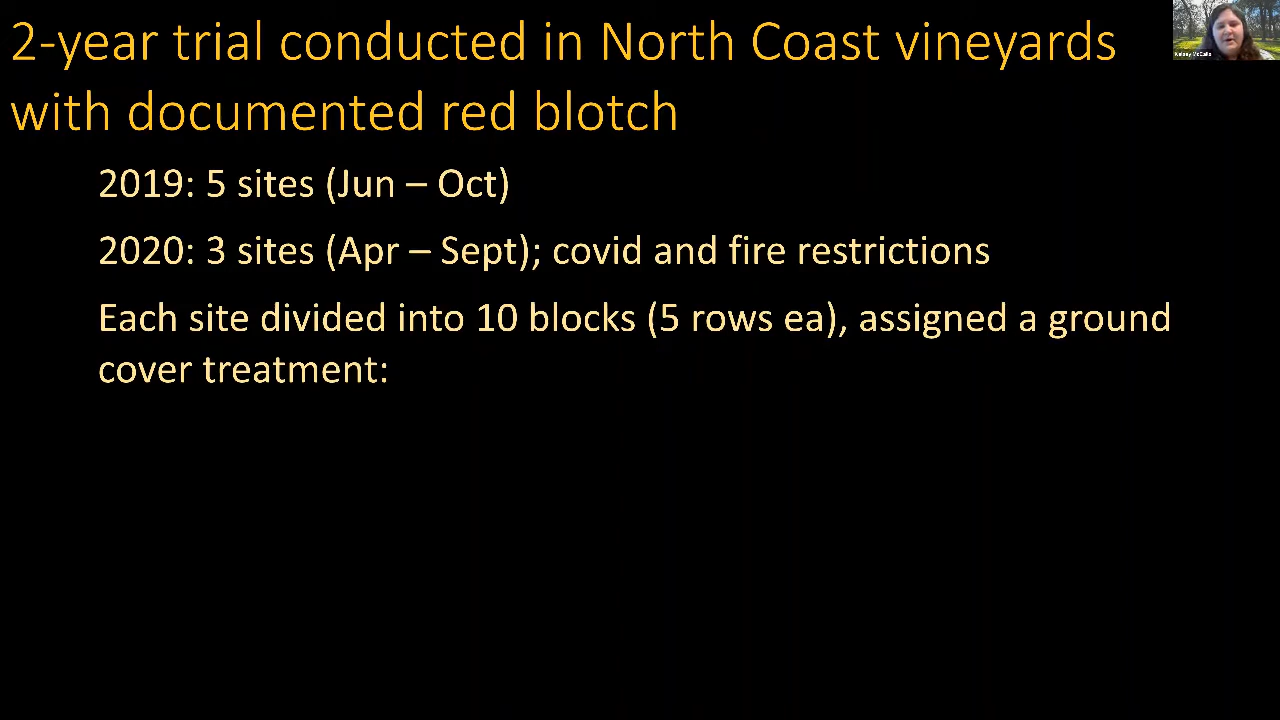 2-year trial conducted in North Coast vineyards
with documented red blotch
2019: 5 sites (Jun – Oct)
2020: 3 sites (Apr – Sept); covid and fire restrictions
Each site divided into 10 blocks (5 rows ea), assigned a ground
cover treatment: